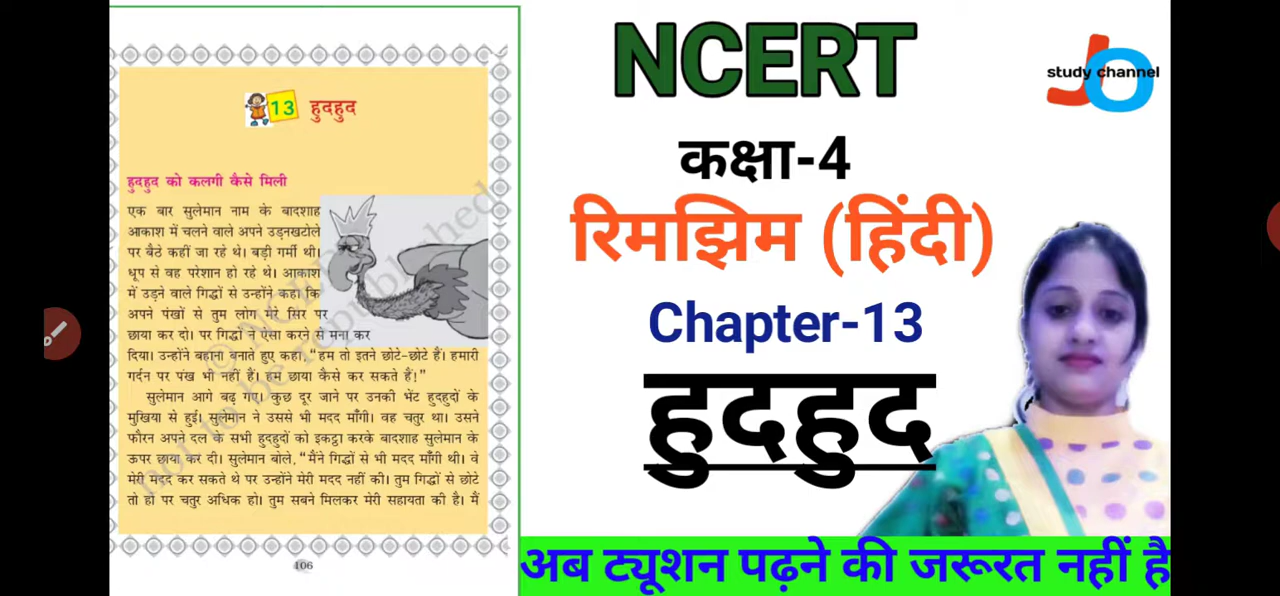 13 हुदहुद
हुदहुद को कलगी कैसे मिली
एक बार सुलेमान नाम के बादशाह
आकाश में चलने वाले अपने उड़नखटोले
पर बैठे कहीं जा रहे थे। बड़ी गर्मी थी।
धूप से वह परेशान हो रहे थे। आकाश
में उड़ने वाले गिद्धों से उन्होंने कहा कि
अपने पंखों से तुम लोग मेरे सिर पर
छाया कर दो। पर गिद्धों ने ऐसा करने से मना कर
दिया। उन्होंने बहाना बनाते हुए कहा, “हम तो इतने छोटे-छोटे हैं। हमारी
गर्दन पर पंख भी नहीं हैं। हम छाया कैसे कर सकते हैं!”
सुलेमान आगे बढ़ गए। कुछ दूर जाने पर उनकी भेंट हुदहुदों के
मुखिया से हुई। सुलेमान ने उससे भी मदद माँगी। वह चतुर था। उसने
फ़ौरन अपने दल के सभी हुदहुदों को इकट्ठा करके बादशाह सुलेमान के
ऊपर छाया कर दी। सुलेमान बोले, “मैंने गिद्धों से भी मदद माँगी थी। वे
मेरी मदद कर सकते थे पर उन्होंने मेरी मदद नहीं की। तुम गिद्धों से छोटे
तो हो पर चतुर अधिक हो। तुम सबने मिलकर मेरी सहायता की है। मैं
106
NCERT
कक्षा-4
रिमझिम (हिंदी)
Chapter-13
हुदहुद
अब ट्यूशन पढ़ने की जरूरत नहीं है
JO
study channel